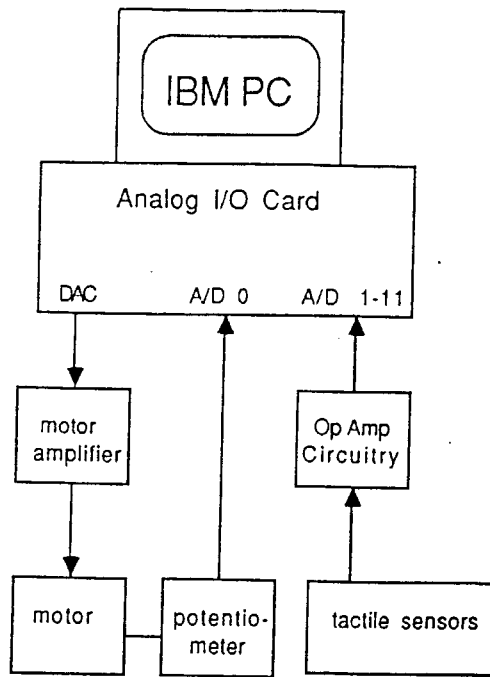 IBM PC
Analog I/O Card
DAC A/D 0 A/D 1-11
motor
amplifier
Op Amp
Circuitry
motor
potentio-
meter
tactile sensors